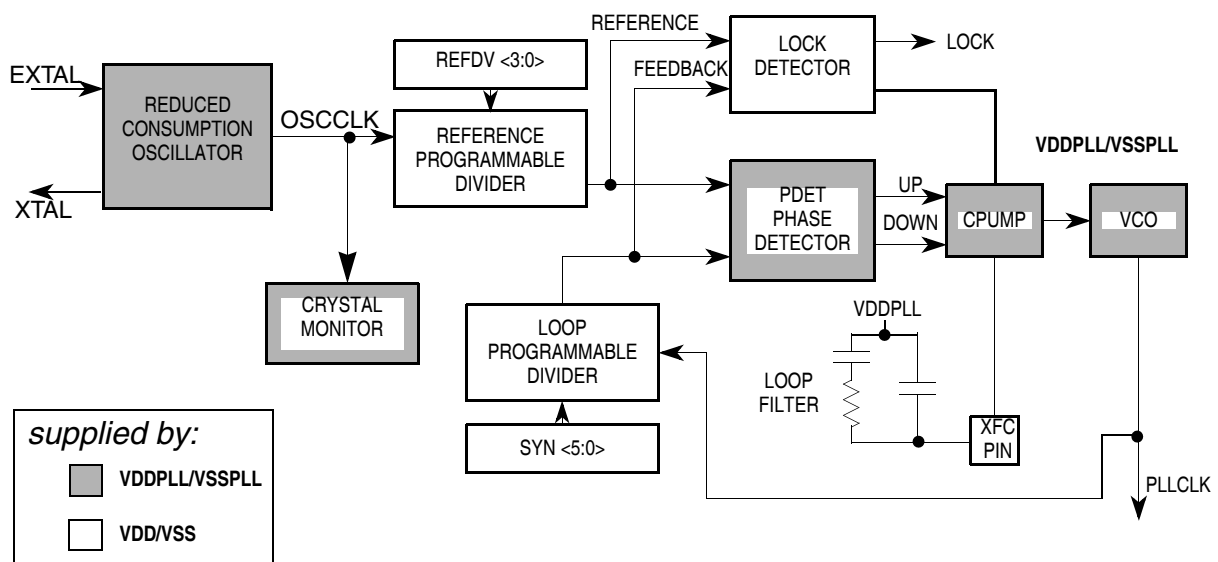 REFERENCE
REFDV <3:0>
LOCK
DETECTOR
LOCK
FEEDBACK
EXTAL
REDUCED
CONSUMPTION
OSCILLATOR
OSCCLK
REFERENCE
PROGRAMMABLE
DIVIDER
VDDPLL/VSSPLL
XTAL
PDET
PHASE
DETECTOR
UP
DOWN
CPUMP
VCO
CRYSTAL
MONITOR
LOOP
PROGRAMMABLE
DIVIDER
VDDPLL
LOOP
FILTER
XFC
PIN
SYN <5:0>
PLLCLK
supplied by:
VDDPLL/VSSPLL
VDD/VSS